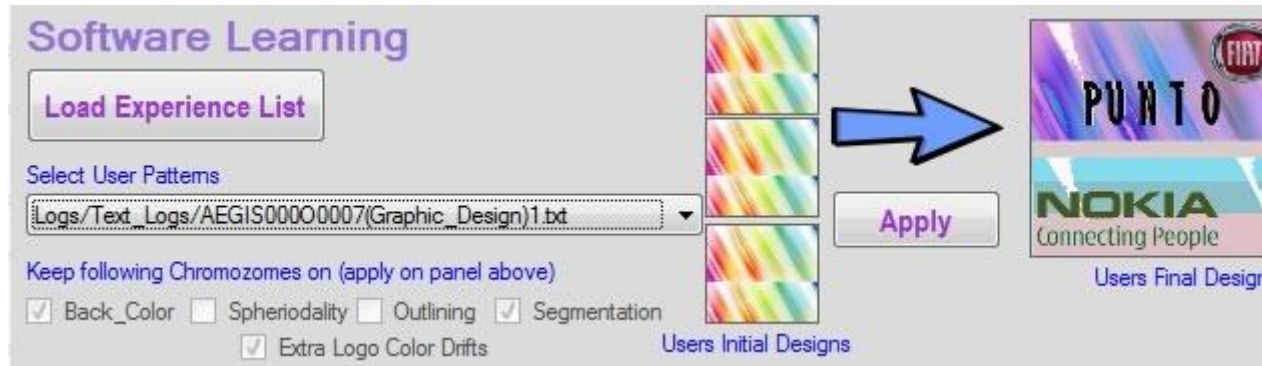 Software Learning
Load Experience List
Select User Patterns
Logs/Text_Logs/AEGIS000O0007(Graphic_Design)1.txt
Keep following Chromozomes on (apply on panel above)
Back_Color Spheriodality Outlining Segmentation
Extra Logo Color Drifts
Users Initial Designs
Apply
FIAT
PUNTO
NOKIA
Connecting People
Users Final Design